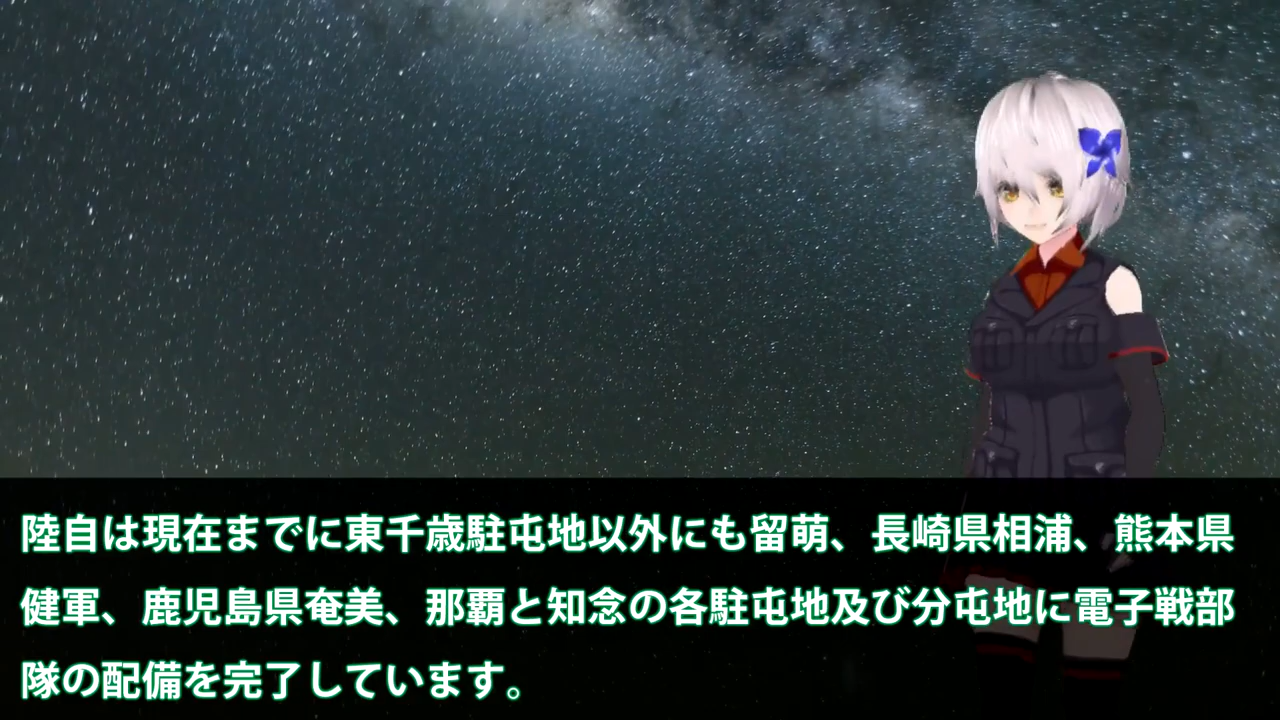 陸自は現在までに東千歳駐屯地以外にも留萌、長崎県相浦、熊本県
健軍、鹿児島県奄美、那覇と知念の各駐屯地及び分屯地に電子戦部
隊の配備を完了しています。